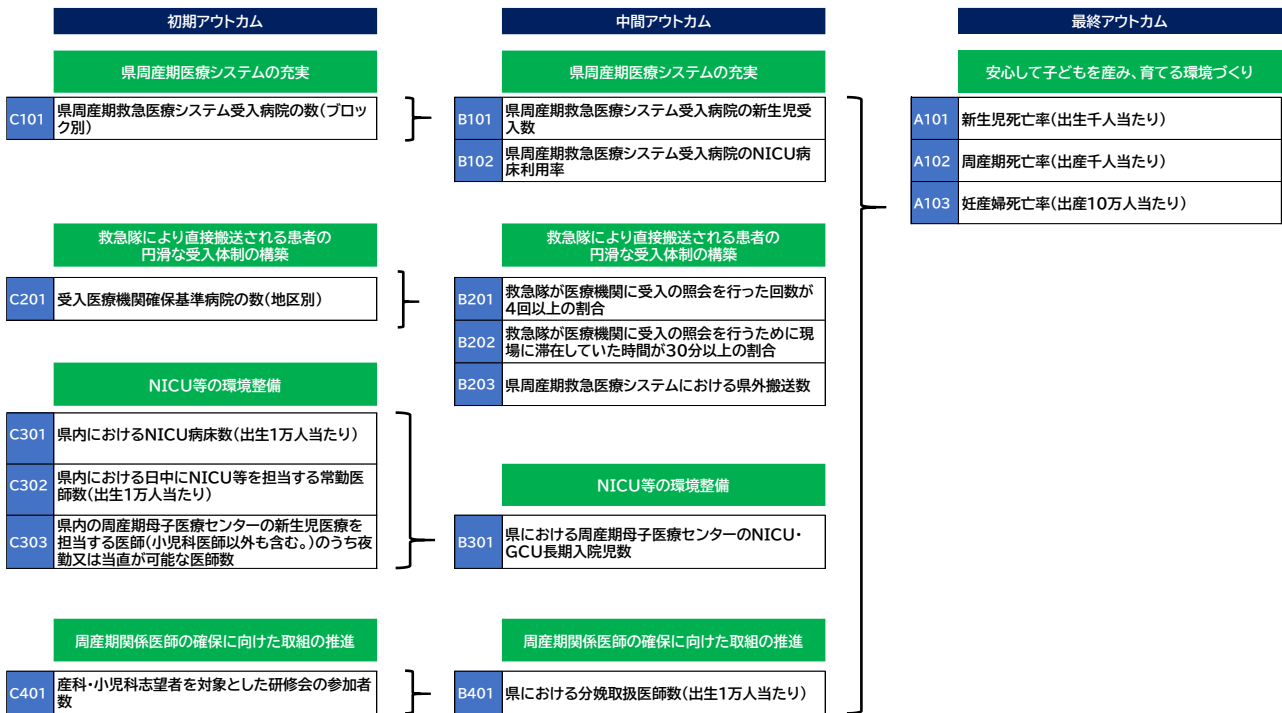 初期アウトカム
県周産期医療システムの充実
C101
県周産期救急医療システム受入病院の数(ブロッ
ク別)
救急隊により直接搬送される患者の
円滑な受入体制の構築
C201
受入医療機関確保基準病院の数(地区別)
NICU等の環境整備
C301
県内におけるNICU病床数(出生1万人当たり)
C302
県内における日中にNICU等を担当する常勤医
師数(出生1万人当たり)
C303
県内の周産期母子医療センターの新生児医療を
担当する医師(小児科医師以外も含む。)のうち夜
勤又は当直が可能な医師数
周産期関係医師の確保に向けた取組の推進
C401
産科・小児科志望者を対象とした研修会の参加者
数
中間アウトカム
県周産期医療システムの充実
B101
県周産期救急医療システム受入病院の新生児受
入数
B102
県周産期救急医療システム受入病院のNICU病
床利用率
救急隊により直接搬送される患者の
円滑な受入体制の構築
B201
救急隊が医療機関に受入の照会を行った回数が
4回以上の割合
B202
救急隊が医療機関に受入の照会を行うために現
場に滞在していた時間が30分以上の割合
B203
県周産期救急医療システムにおける県外搬送数
NICU等の環境整備
B301
県における周産期母子医療センターのNICU・
GCU長期入院児数
周産期関係医師の確保に向けた取組の推進
B401
県における分娩取扱医師数(出生1万人当たり)
最終アウトカム
安心して子どもを産み、育てる環境づくり
A101
新生児死亡率(出生千人当たり)
A102
周産期死亡率(出産千人当たり)
A103
妊産婦死亡率(出産10万人当たり)